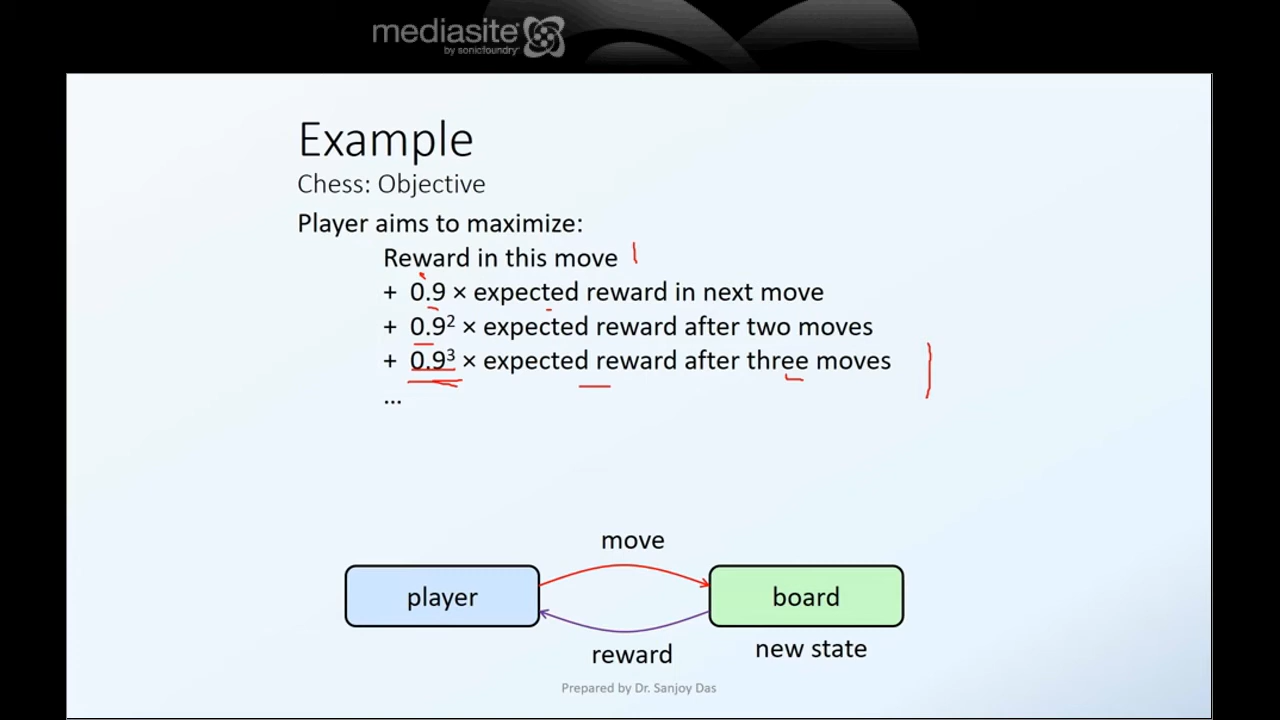 mediasite
by sonicfoundry
Example
Chess: Objective
Player aims to maximize:
Reward in this move
+ 0.9 × expected reward in next move
+ 0.9² × expected reward after two moves
+ 0.9³ × expected reward after three moves
...
move
player
board
reward
new state
Prepared by Dr. Sanjoy Das